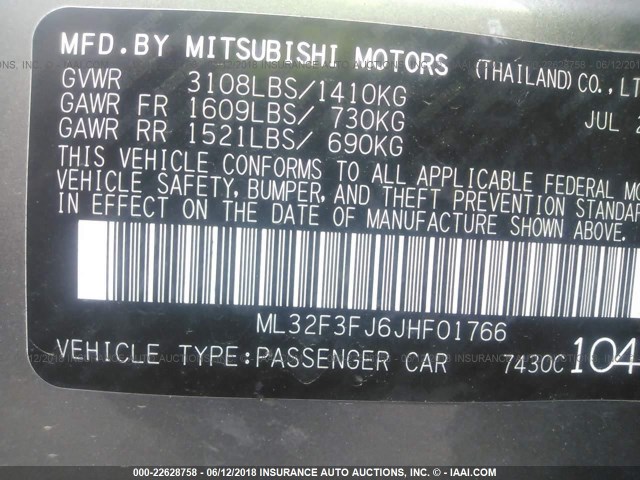 MFD.BY MITSUBISHI MOTORS (THAILAND)CO.,LT
GVWR 3108LBS/1410KG
GAWR FR 1609LBS/ 730KG JUL
GAWR RR 1521LBS/ 690KG
THIS VEHICLE CONFORMS TO ALL APPLICABLE FEDERAL MO
VEHICLE SAFETY,BUMPER,AND THEFT PREVENTION STANDAR
IN EFFECT ON THE DATE OF MANUFACTURE SHOWN ABOVE.
ML32F3FJ6JHF01766
VEHICLE TYPE:PASSENGER CAR 7430C 104
000-22628758 - 06/12/2018 - INSURANCE AUTO AUCTIONS, INC. - © - IAAI.COM